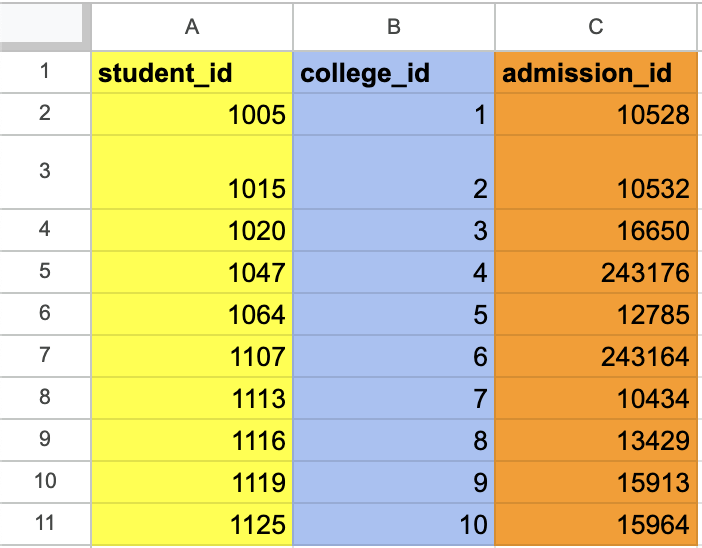 A B C
1 student_id college_id admission_id
2 1005 1 10528
3 1015 2 10532
4 1020 3 16650
5 1047 4 243176
6 1064 5 12785
7 1107 6 243164
8 1113 7 10434
9 1116 8 13429
10 1119 9 15913
11 1125 10 15964